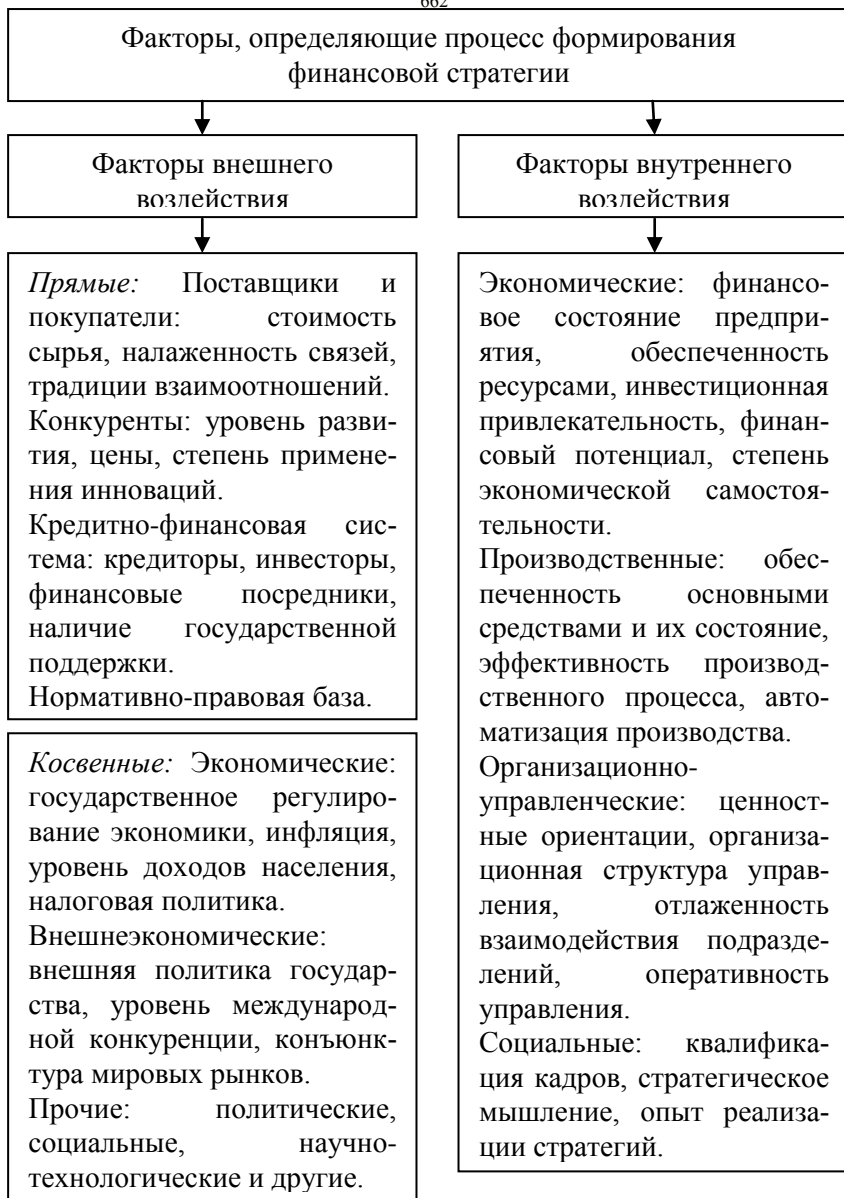 662
Факторы, определяющие процесс формирования
финансовой стратегии
Факторы внешнего
воздействия
Факторы внутреннего
воздействия
Прямые: Поставщики и
покупатели: стоимость
сырья, налаженность связей,
традиции взаимоотношений.
Конкуренты: уровень разви-
тия, цены, степень примене-
ния инноваций.
Кредитно-финансовая сис-
тема: кредиторы, инвесторы,
финансовые посредники,
наличие государственной
поддержки.
Нормативно-правовая база.
Косвенные: Экономические:
государственное регулиро-
вание экономики, инфляция,
уровень доходов населения,
налоговая политика.
Внешнеэкономические:
внешняя политика государ-
ства, уровень международ-
ной конкуренции, конъюнк-
тура мировых рынков.
Прочие: политические,
социальные, научно-
технологические и другие.
Экономические: финансо-
вое состояние предпри-
ятия, обеспеченность
ресурсами, инвестиционная
привлекательность, финан-
совый потенциал, степень
экономической самостоя-
тельности.
Производственные: обес-
печенность основными
средствами и их состояние,
эффективность производ-
ственного процесса, авто-
матизация производства.
Организационно-
управленческие: ценност-
ные ориентации, организа-
ционная структура управ-
ления, отлаженность
взаимодействия подразде-
лений, оперативность
управления.
Социальные: квалифика-
ция кадров, стратегическое
мышление, опыт реализа-
ции стратегий.